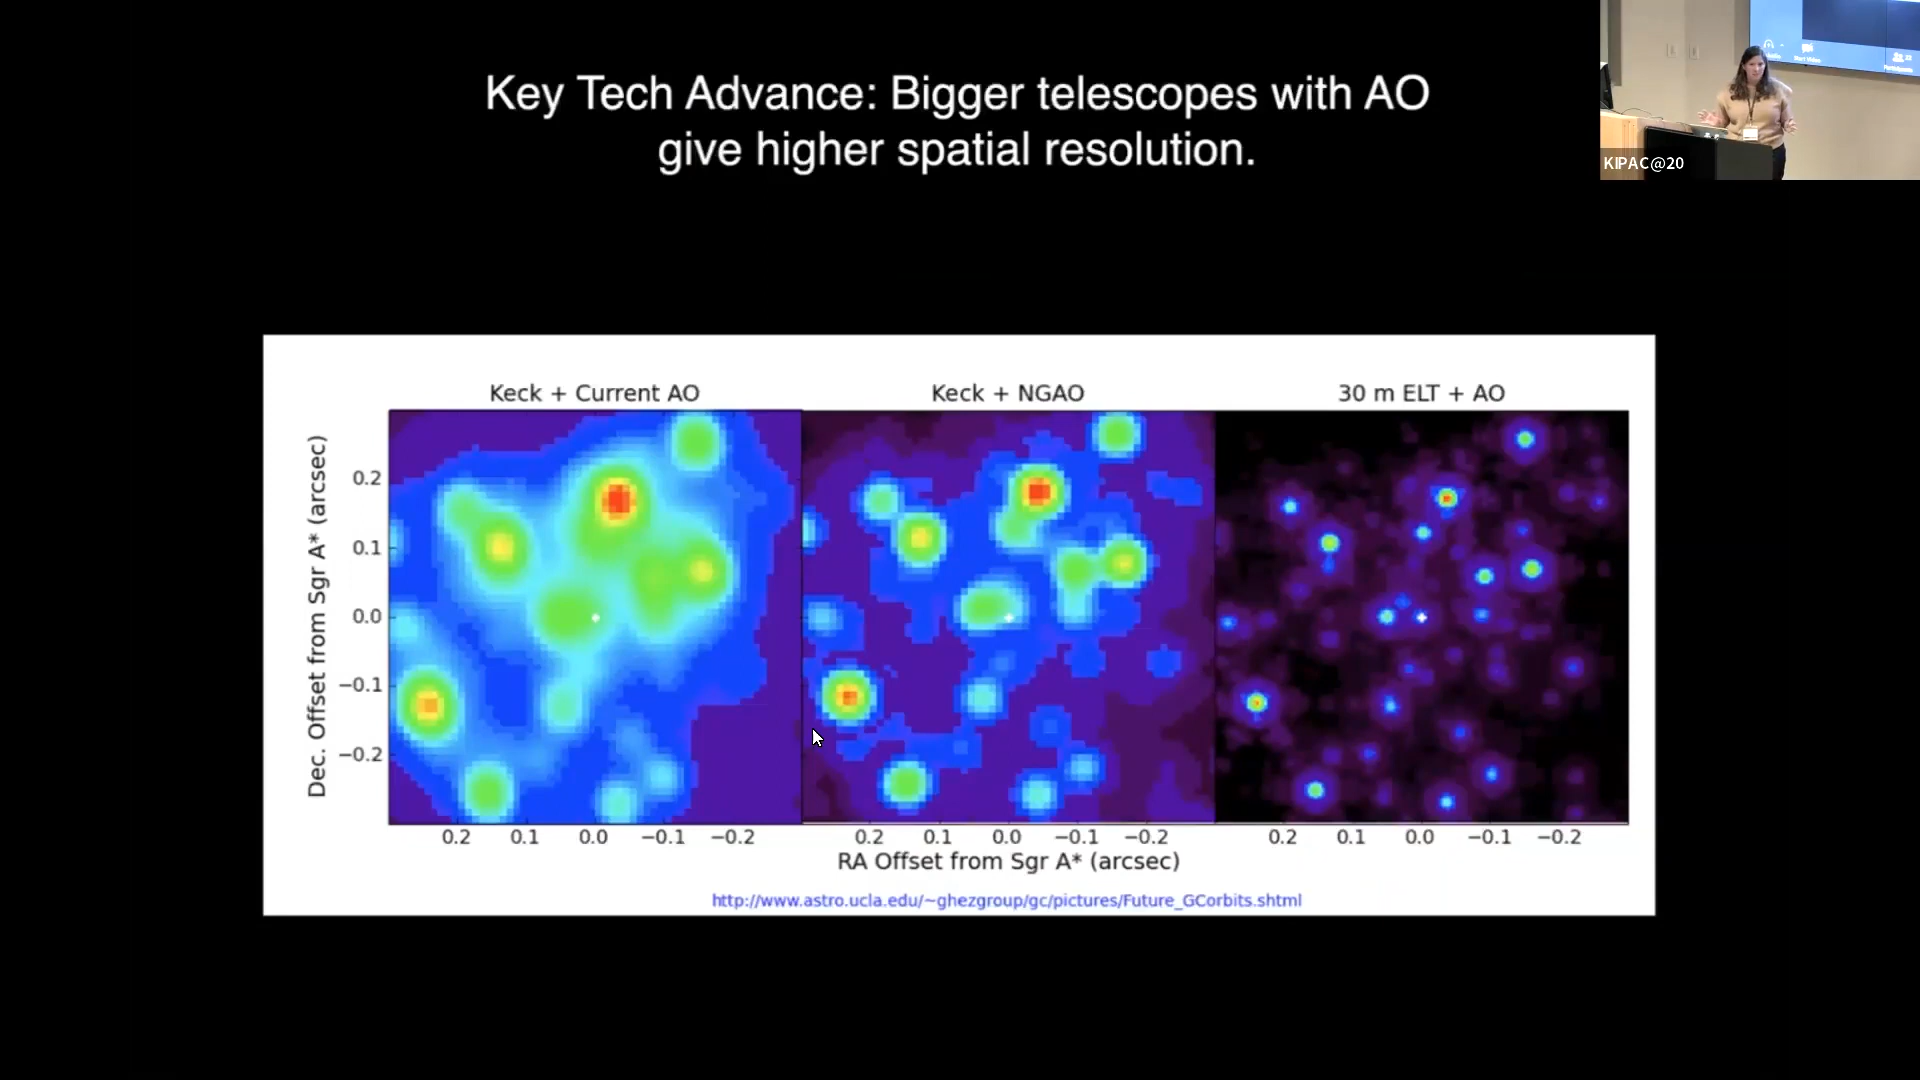 Key Tech Advance: Bigger telescopes with AO
give higher spatial resolution.
KIPAC@20
Keck + Current AO
Keck + NGAO
30 m ELT + AO
Dec. Offset from Sgr A* (arcsec)
0.2
0.1
0.0
−0.1
−0.2
0.2 0.1 0.0 −0.1 −0.2
0.2 0.1 0.0 −0.1 −0.2
0.2 0.1 0.0 −0.1 −0.2
RA Offset from Sgr A* (arcsec)
http://www.astro.ucla.edu/~ghezgroup/gc/pictures/Future_GCorbits.shtml